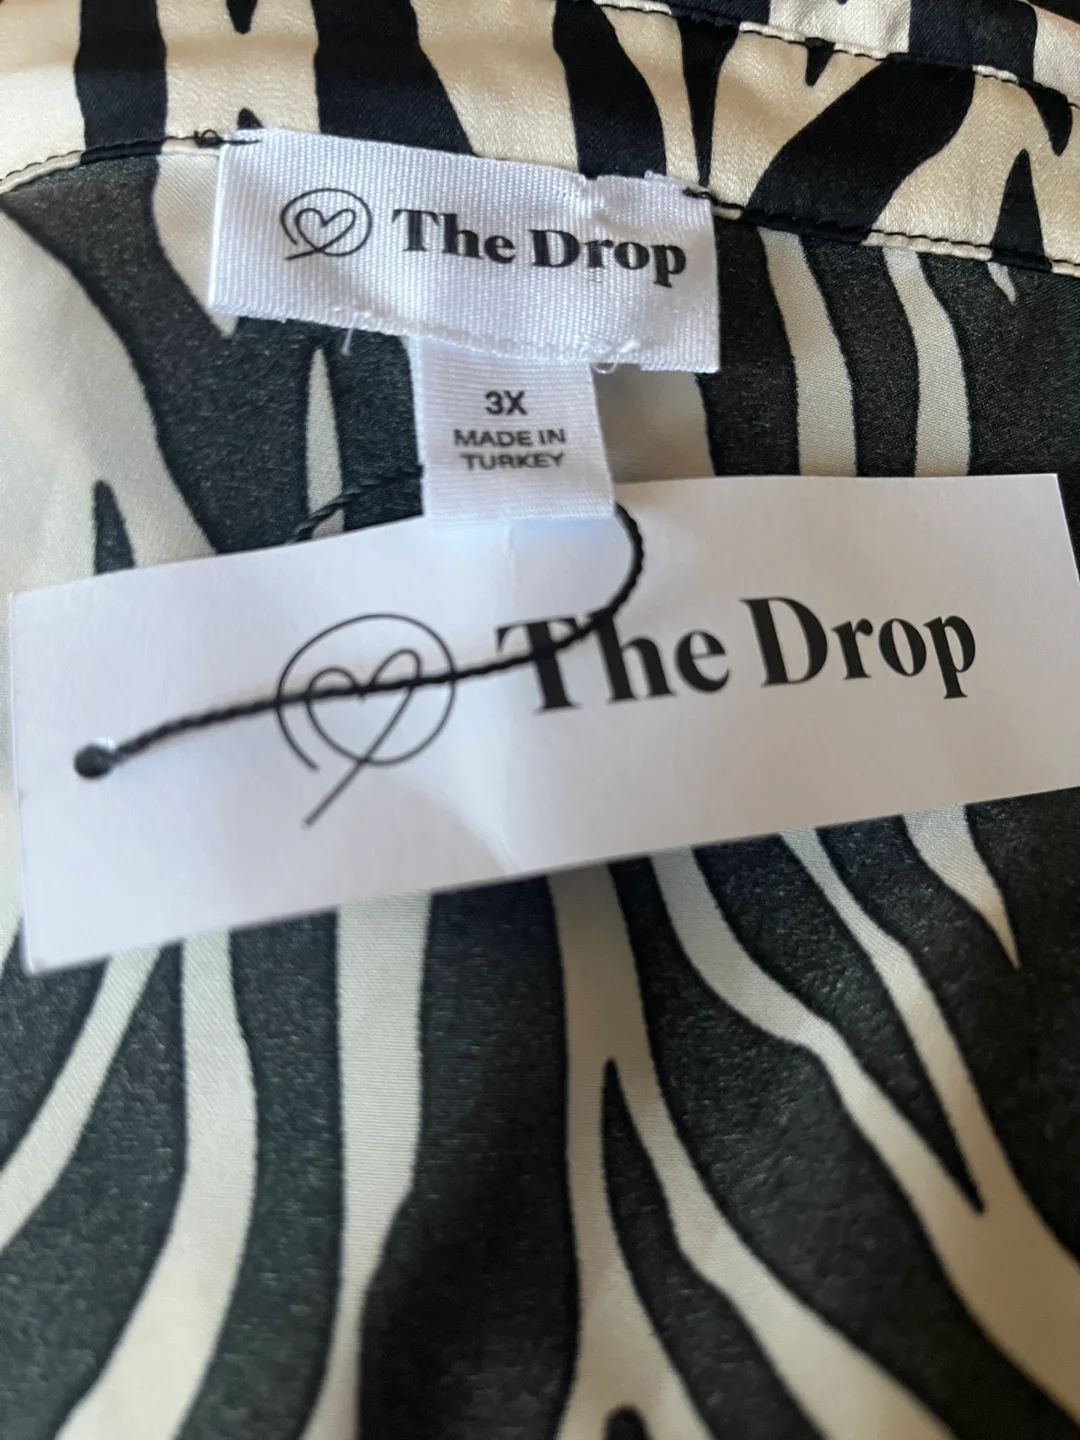 The Drop
3X
MADE IN
TURKEY
The Drop